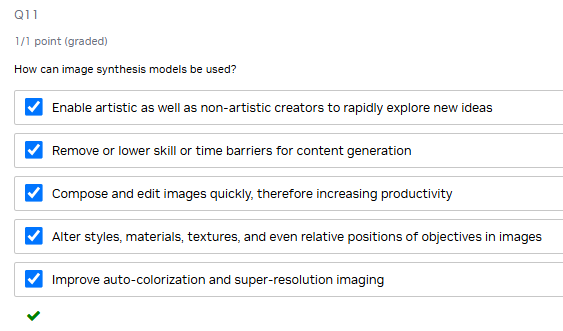 Q11
1/1 point (graded)
How can image synthesis models be used?
Enable artistic as well as non-artistic creators to rapidly explore new ideas
Remove or lower skill or time barriers for content generation
Compose and edit images quickly, therefore increasing productivity
Alter styles, materials, textures, and even relative positions of objectives in images
Improve auto-colorization and super-resolution imaging